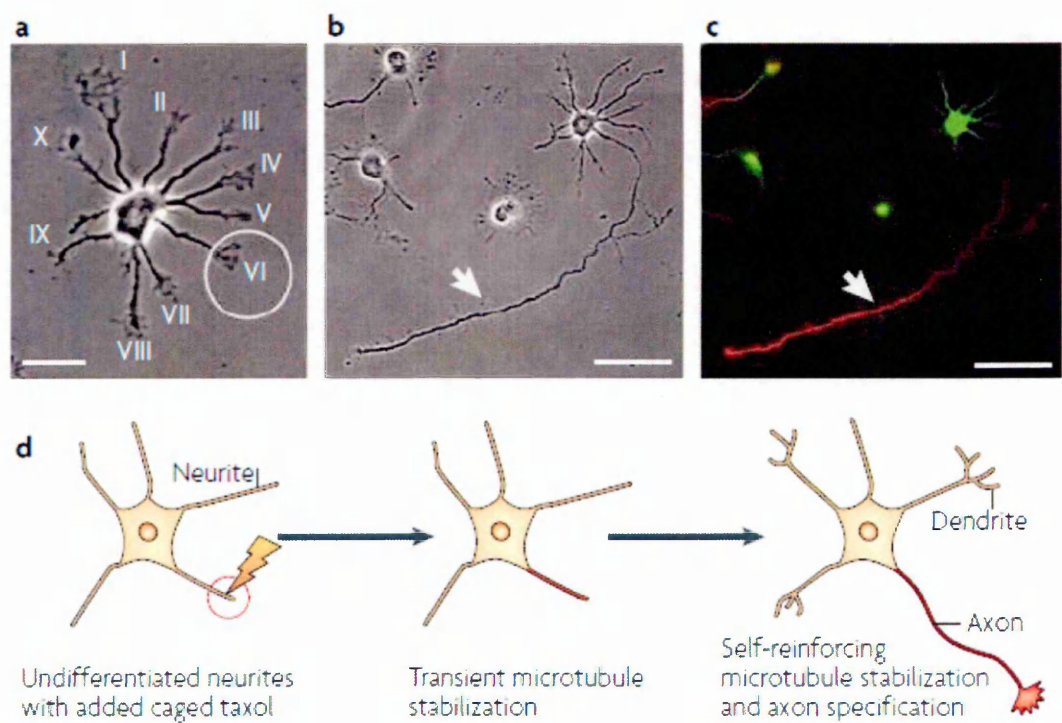 a
b
c
I
II
III
IV
V
VI
VII
VIII
IX
X
d
Neurite
Dendrite
Axon
Undifferentiated neurites
with added caged taxol
Transient microtubule
stabilization
Self-reinforcing
microtubule stabilization
and axon specification